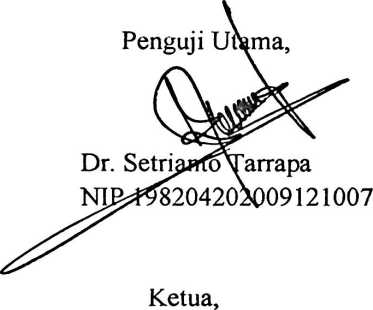 Penguji Utama,
Dr. Setrianto Tarrapa
NIP 198204202009121007
Ketua,